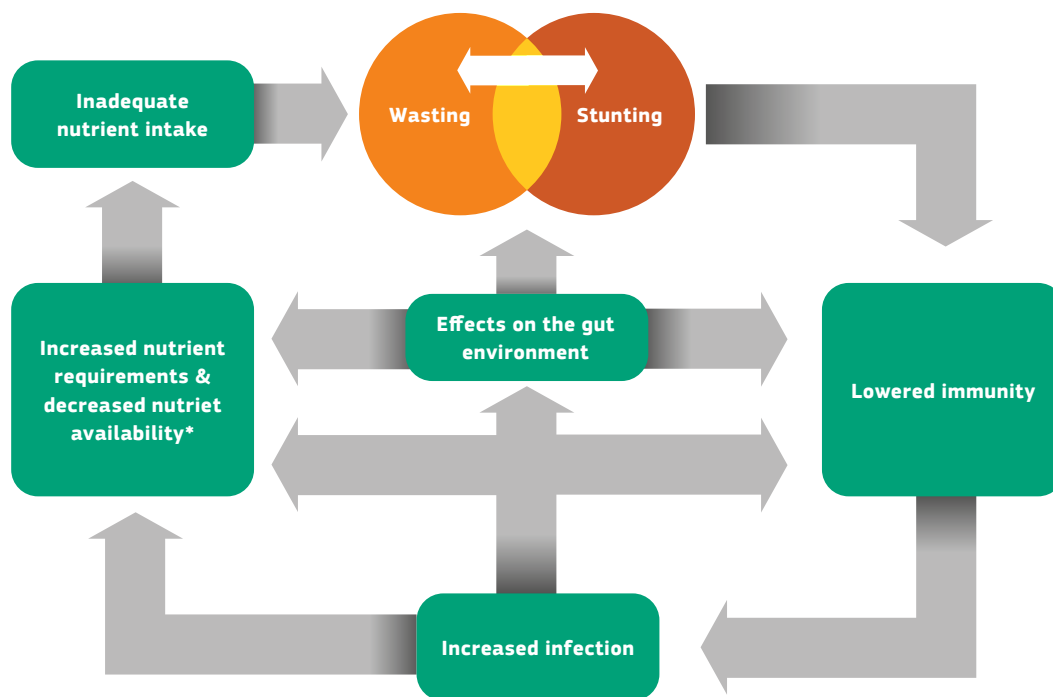 Inadequate
nutrient intake
Wasting
Stunting
Increased nutrient
requirements &
decreased nutriet
availability*
Effects on the gut
environment
Lowered immunity
Increased infection